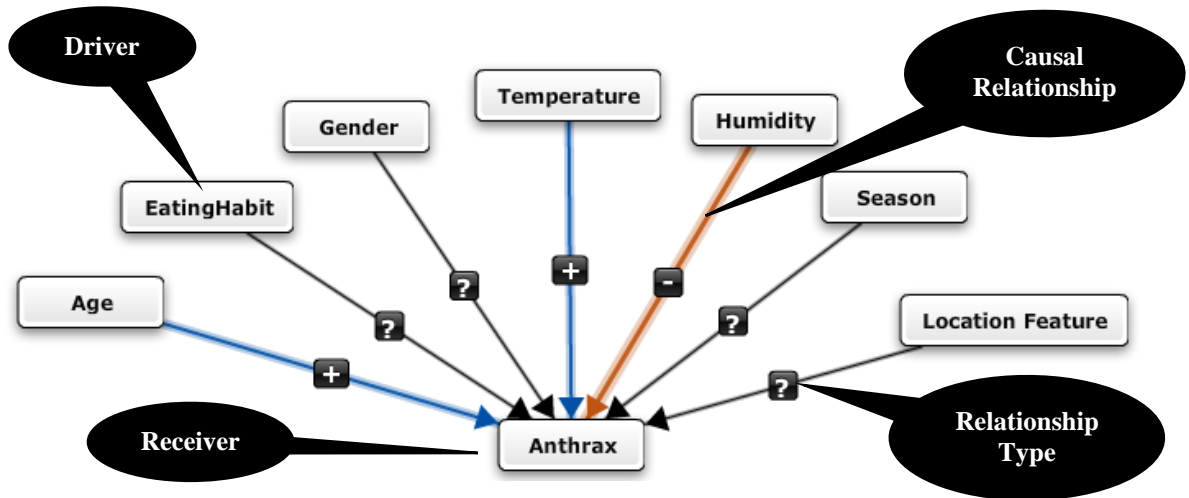 Driver
Causal
Relationship
Temperature
Humidity
Gender
EatingHabit
Season
Age
Location Feature
+
-
?
?
?
+
?
Receiver
Anthrax
Relationship
Type